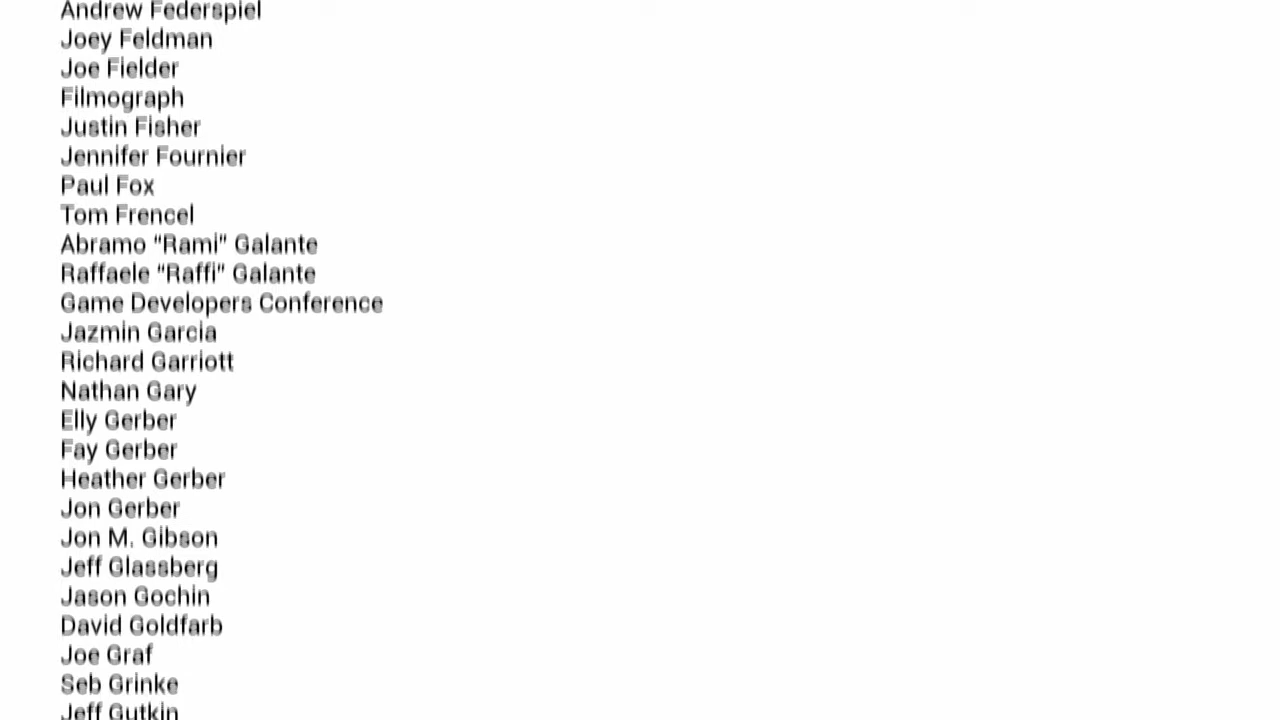 Andrew Federspiel
Joey Feldman
Joe Fielder
Filmograph
Justin Fisher
Jennifer Fournier
Paul Fox
Tom Frencel
Abramo “Rami” Galante
Raffaele “Raffi” Galante
Game Developers Conference
Jazmin Garcia
Richard Garriott
Nathan Gary
Elly Gerber
Fay Gerber
Heather Gerber
Jon Gerber
Jon M. Gibson
Jeff Glassberg
Jason Gochin
David Goldfarb
Joe Graf
Seb Grinke
Jeff Gutkin